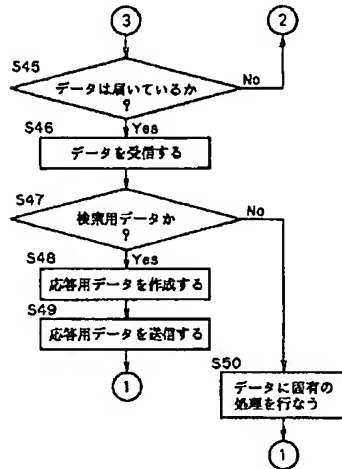 3
2
S45
データは届いているか
?
No
Yes
S46
データを受信する
S47
検索用データか
?
No
Yes
S48
応答用データを作成する
S49
応答用データを送信する
1
S50
データに固有の
処理を行なう
1